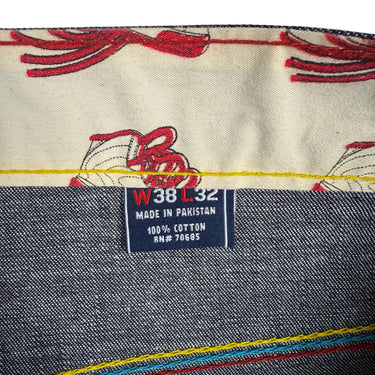 W38 L32
MADE IN PAKISTAN
100% COTTON
RN# 70685